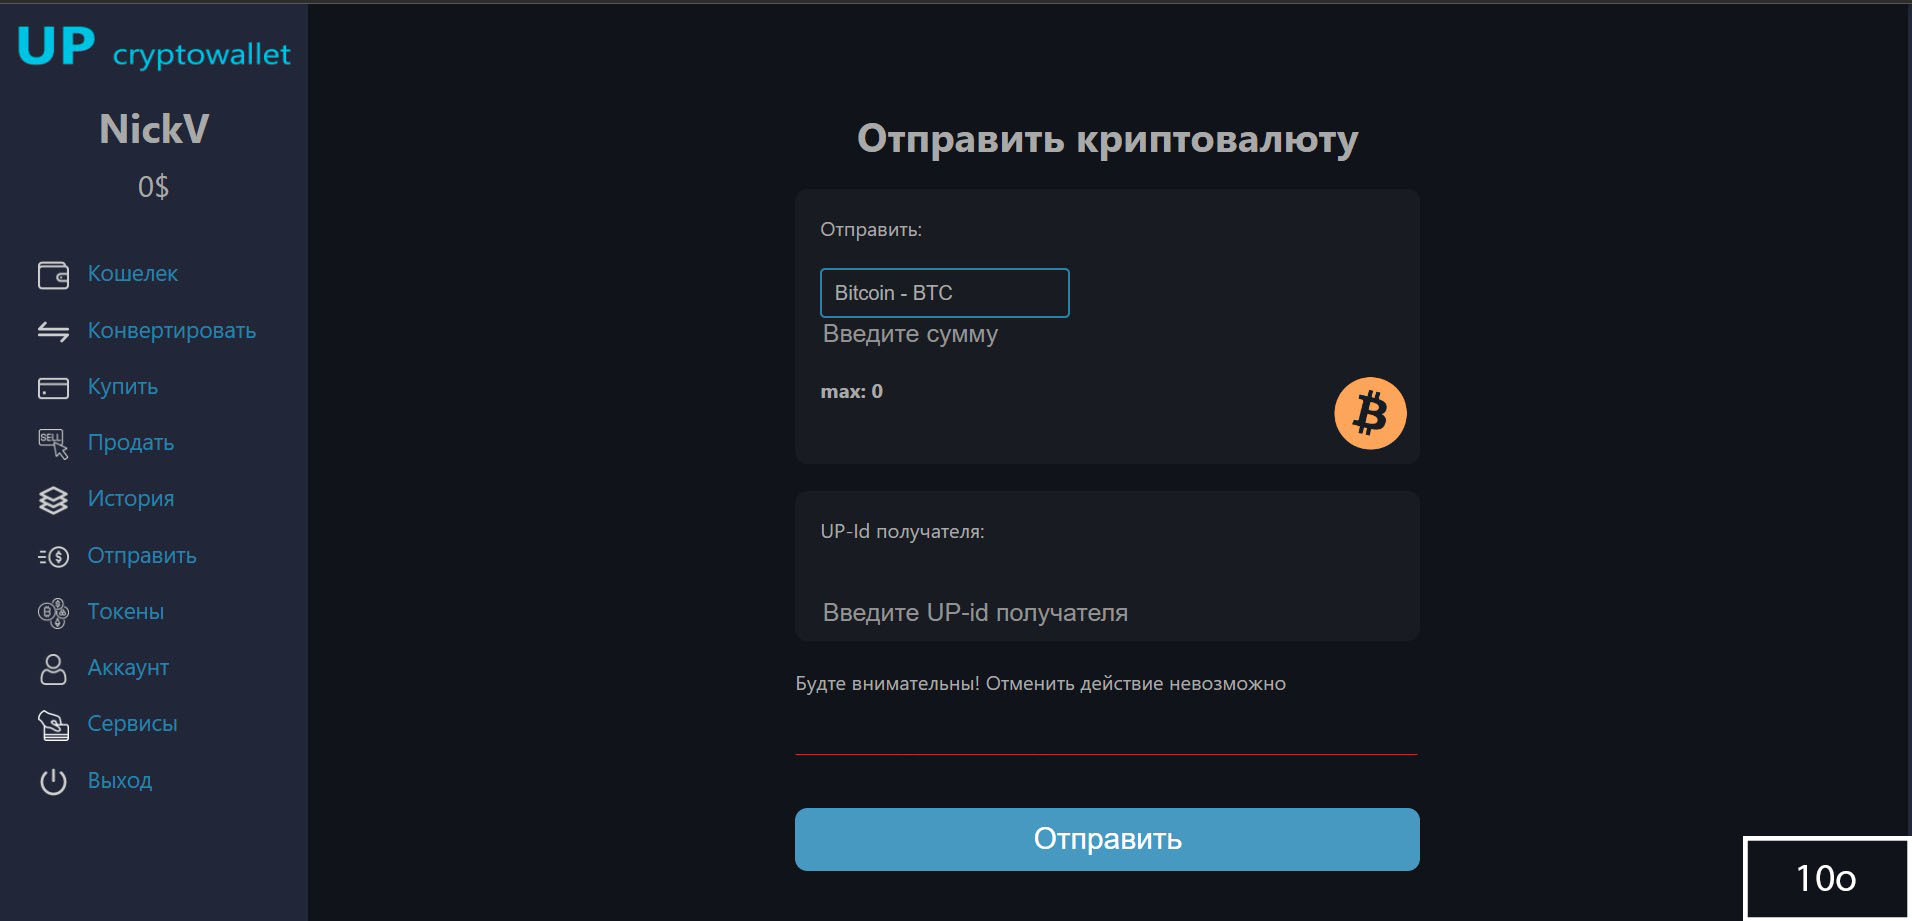 UP cryptowallet
NickV
0$
Кошелек
Конвертировать
Купить
SELL
Продать
История
Отправить
Токены
Аккаунт
Сервисы
Выход
Отправить криптовалюту
Отправить:
Bitcoin - BTC
Введите сумму
max: 0
UP-Id получателя:
Введите UP-id получателя
Будте внимательны! Отменить действие невозможно
Отправить
10о